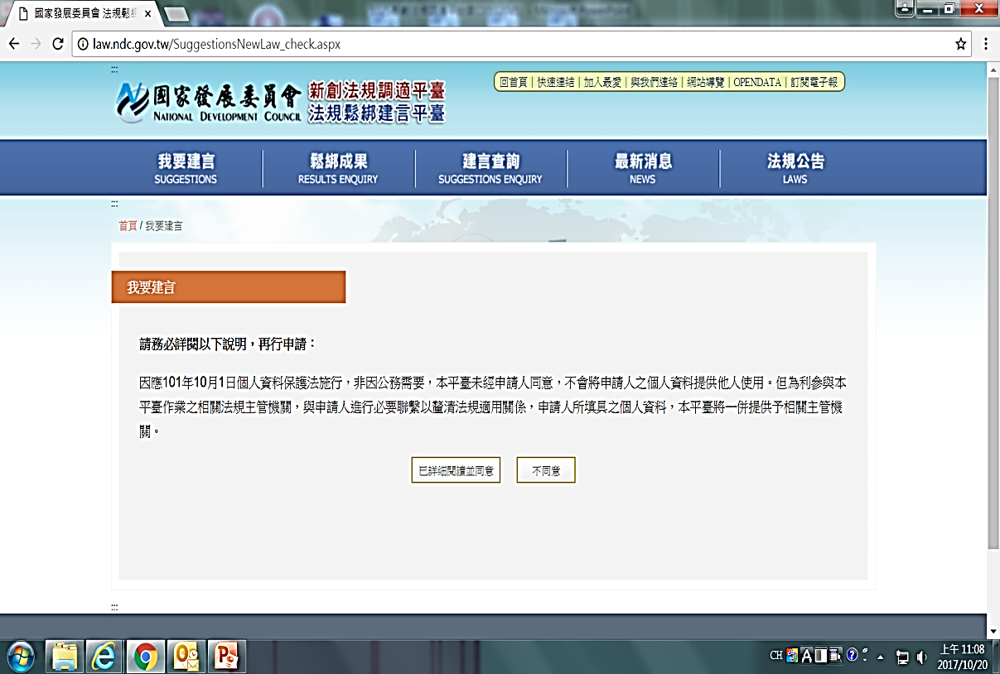 國家發展委員會 法規鬆綁
law.ndc.gov.tw/SuggestionsNewLaw_check.aspx
:::
國家發展委員會
NATIONAL DEVELOPMENT COUNCIL
新創法規調適平臺
法規鬆綁建言平臺
回首頁 | 快速連結 | 加入最愛 | 與我們連絡 | 網站導覽 | OPENDATA | 訂閱電子報
我要建言
SUGGESTIONS
鬆綁成果
RESULTS ENQUIRY
建言查詢
SUGGESTIONS ENQUIRY
最新消息
NEWS
法規公告
LAWS
:::
首頁 / 我要建言
我要建言
請務必詳閱以下說明，再行申請：
因應101年10月1日個人資料保護法施行，非因公務需要，本平臺未經申請人同意，不會將申請人之個人資料提供他人使用。但為利參與本
平臺作業之相關法規主管機關，與申請人進行必要聯繫以釐清法規適用關係，申請人所填具之個人資料，本平臺將一併提供予相關主管機
關。
已詳細閱讀並同意
不同意
:::
CH
上午 11:08
2017/10/20